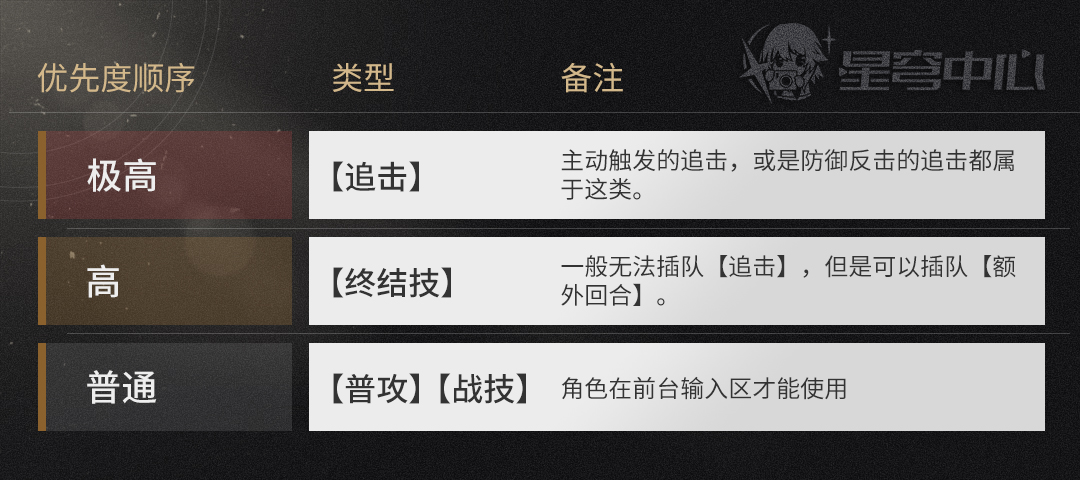 星穹中心
优先度顺序 类型 备注
极高 【追击】 主动触发的追击，或是防御反击的追击都属
于这类。
高 【终结技】 一般无法插队【追击】，但是可以插队【额
外回合】。
普通 【普攻】【战技】 角色在前台输入区才能使用